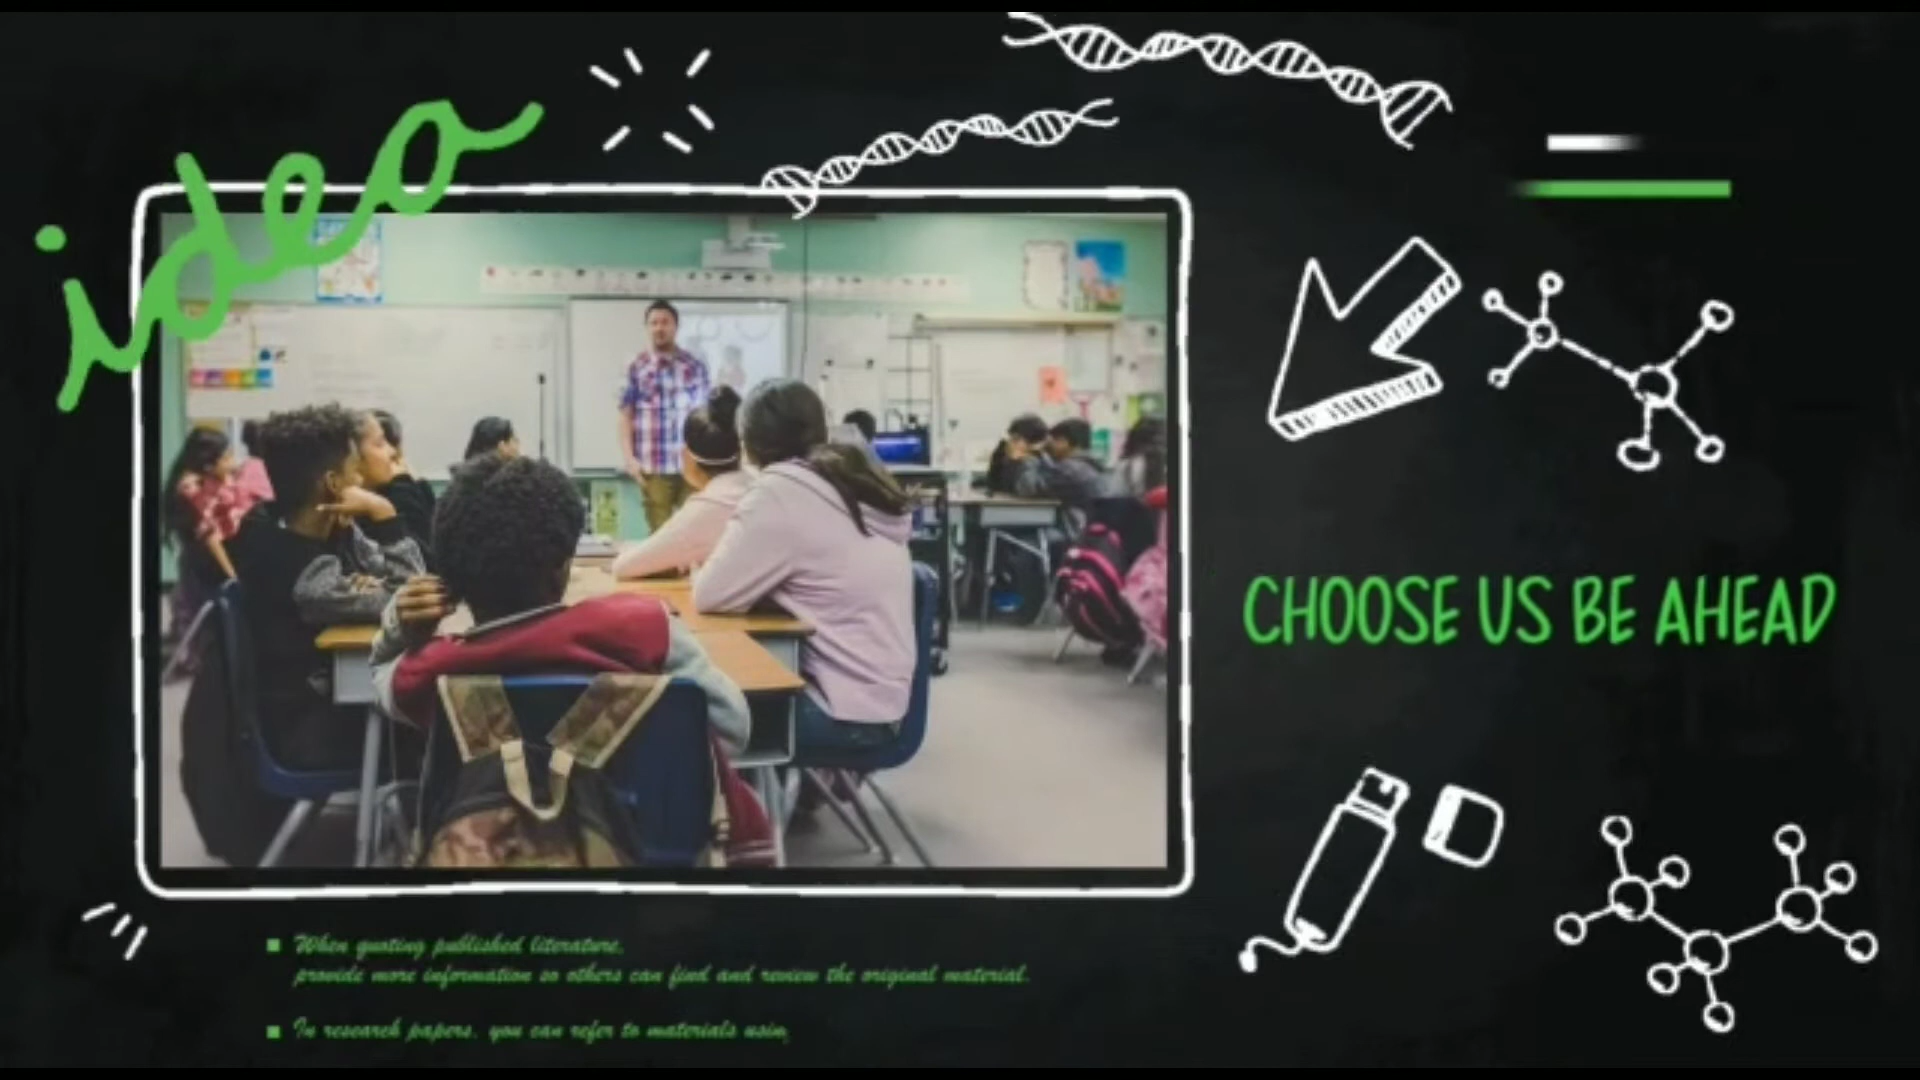 idea
CHOOSE US BE AHEAD
When quoting published literature,
provide more information so others can find and review the original material.
In research papers, you can refer to materials usin